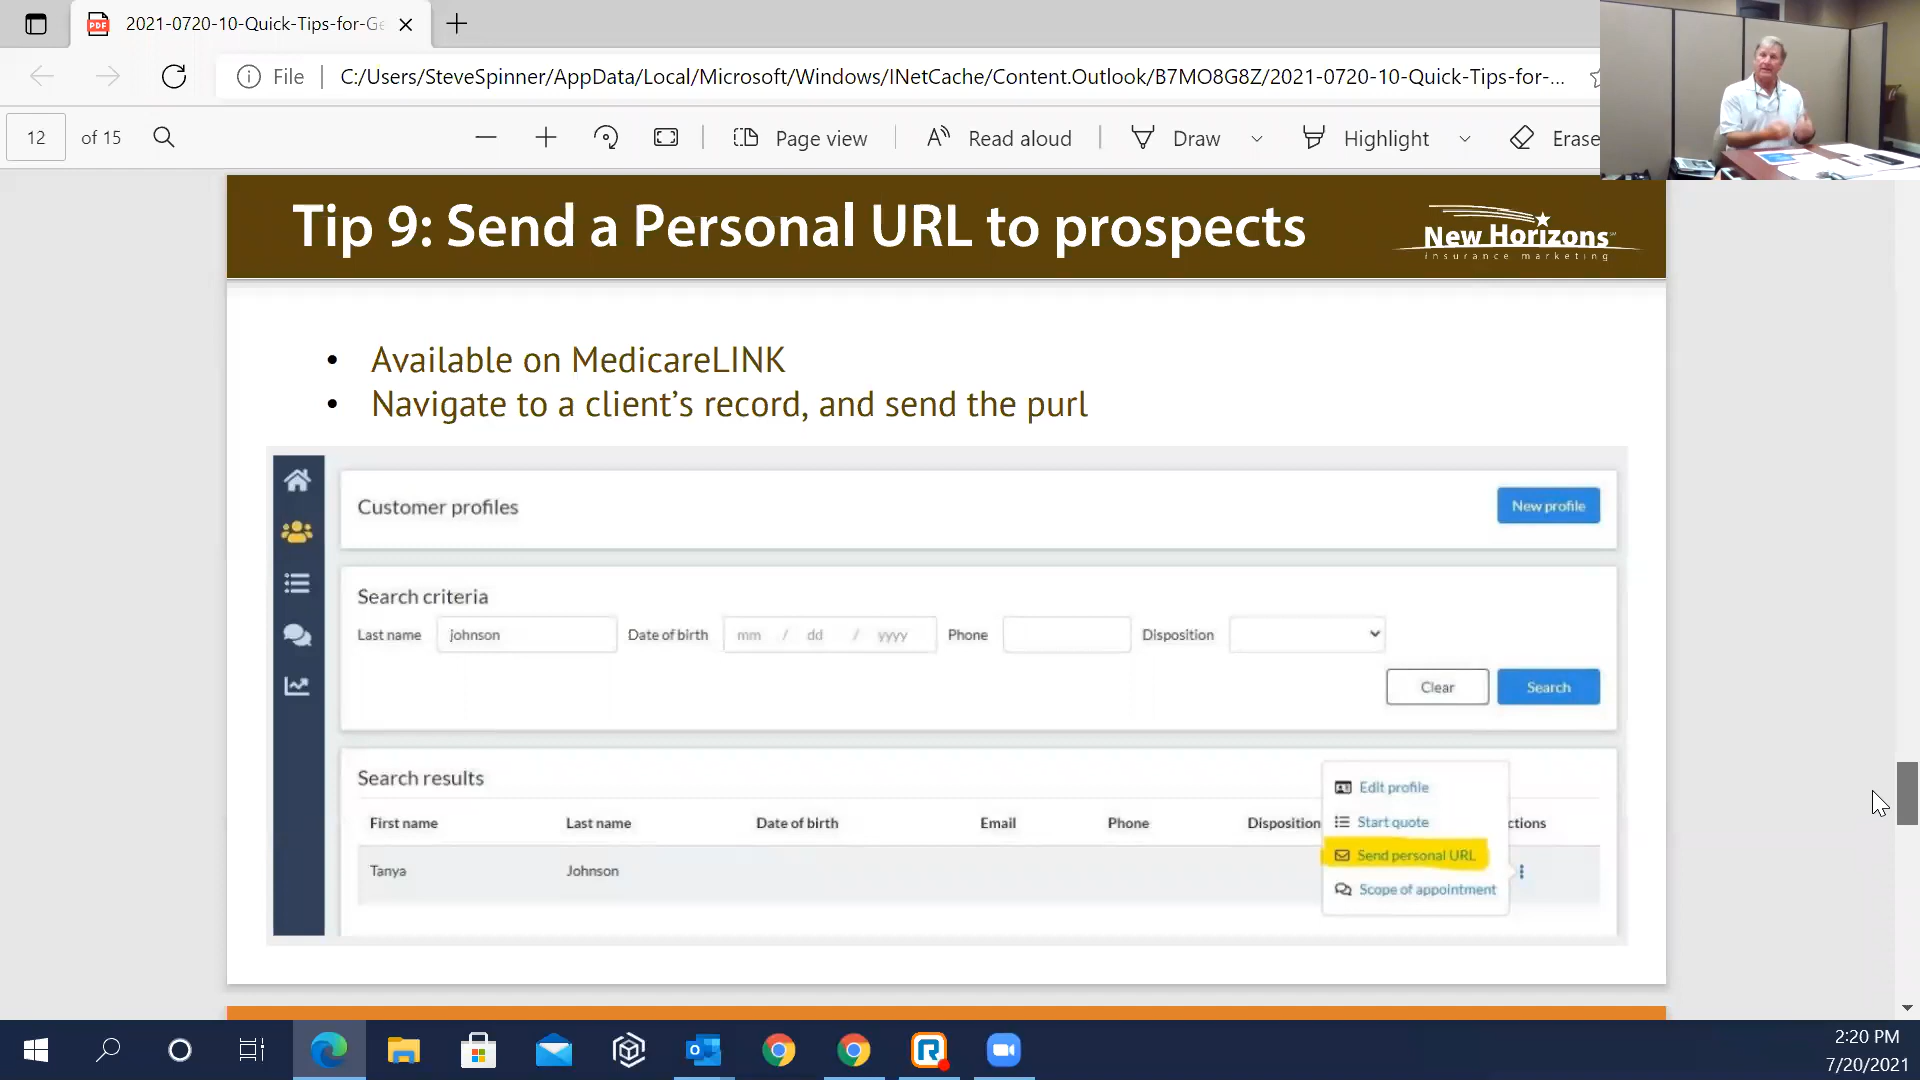 2021-0720-10-Quick-Tips-for-Ge
File
C:/Users/SteveSpinner/AppData/Local/Microsoft/Windows/INetCache/Content.Outlook/B7MO8G8Z/2021-0720-10-Quick-Tips-for-...
12 of 15
Page view
Read aloud
Draw
Highlight
Erase
Tip 9: Send a Personal URL to prospects
New Horizons
insurance marketing
• Available on MedicareLINK
• Navigate to a client’s record, and send the purl
Customer profiles
New profile
Search criteria
Last name johnson Date of birth mm / dd / yyyy Phone Disposition
Clear Search
Search results
Edit profile
Start quote
First name Last name Date of birth Email Phone Disposition ctions
Send personal URL
Tanya Johnson
Scope of appointment
2:20 PM
7/20/2021